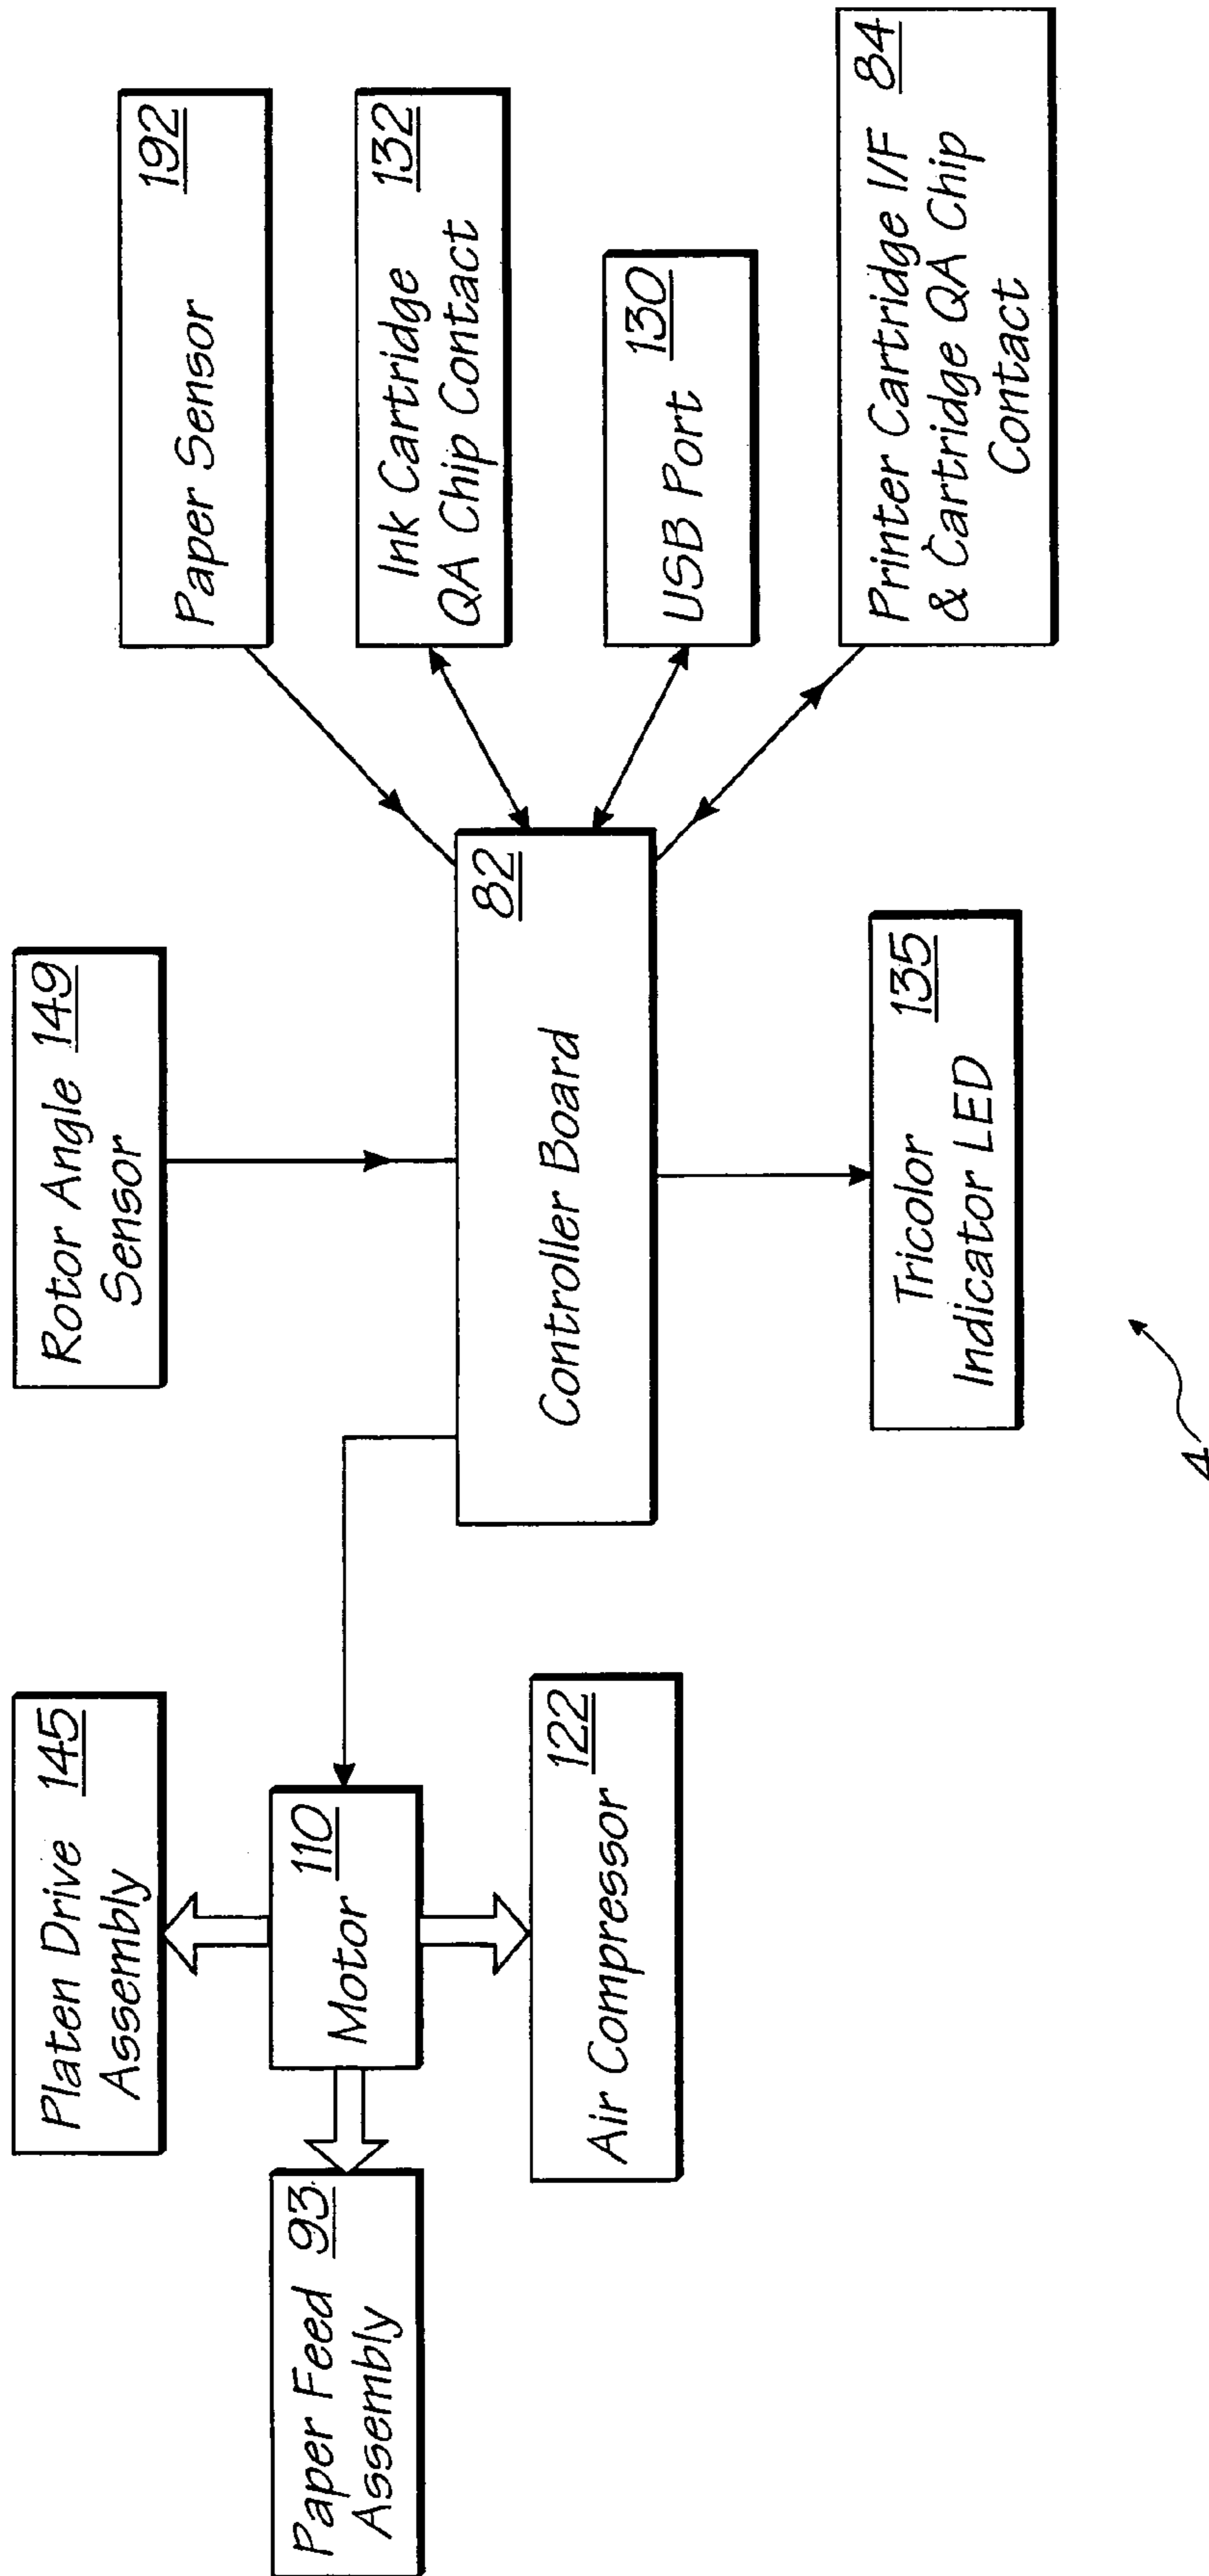 Platen Drive 145
Assembly
Rotor Angle 149
Sensor
Paper Sensor
192
Paper Feed 93
Assembly
Motor
110
Ink Cartridge 132
QA Chip Contact
Controller Board
82
Air Compressor
122
USB Port
130
Tricolor
Indicator LED
135
Printer Cartridge I/F 84
& Cartridge QA Chip
Contact
4